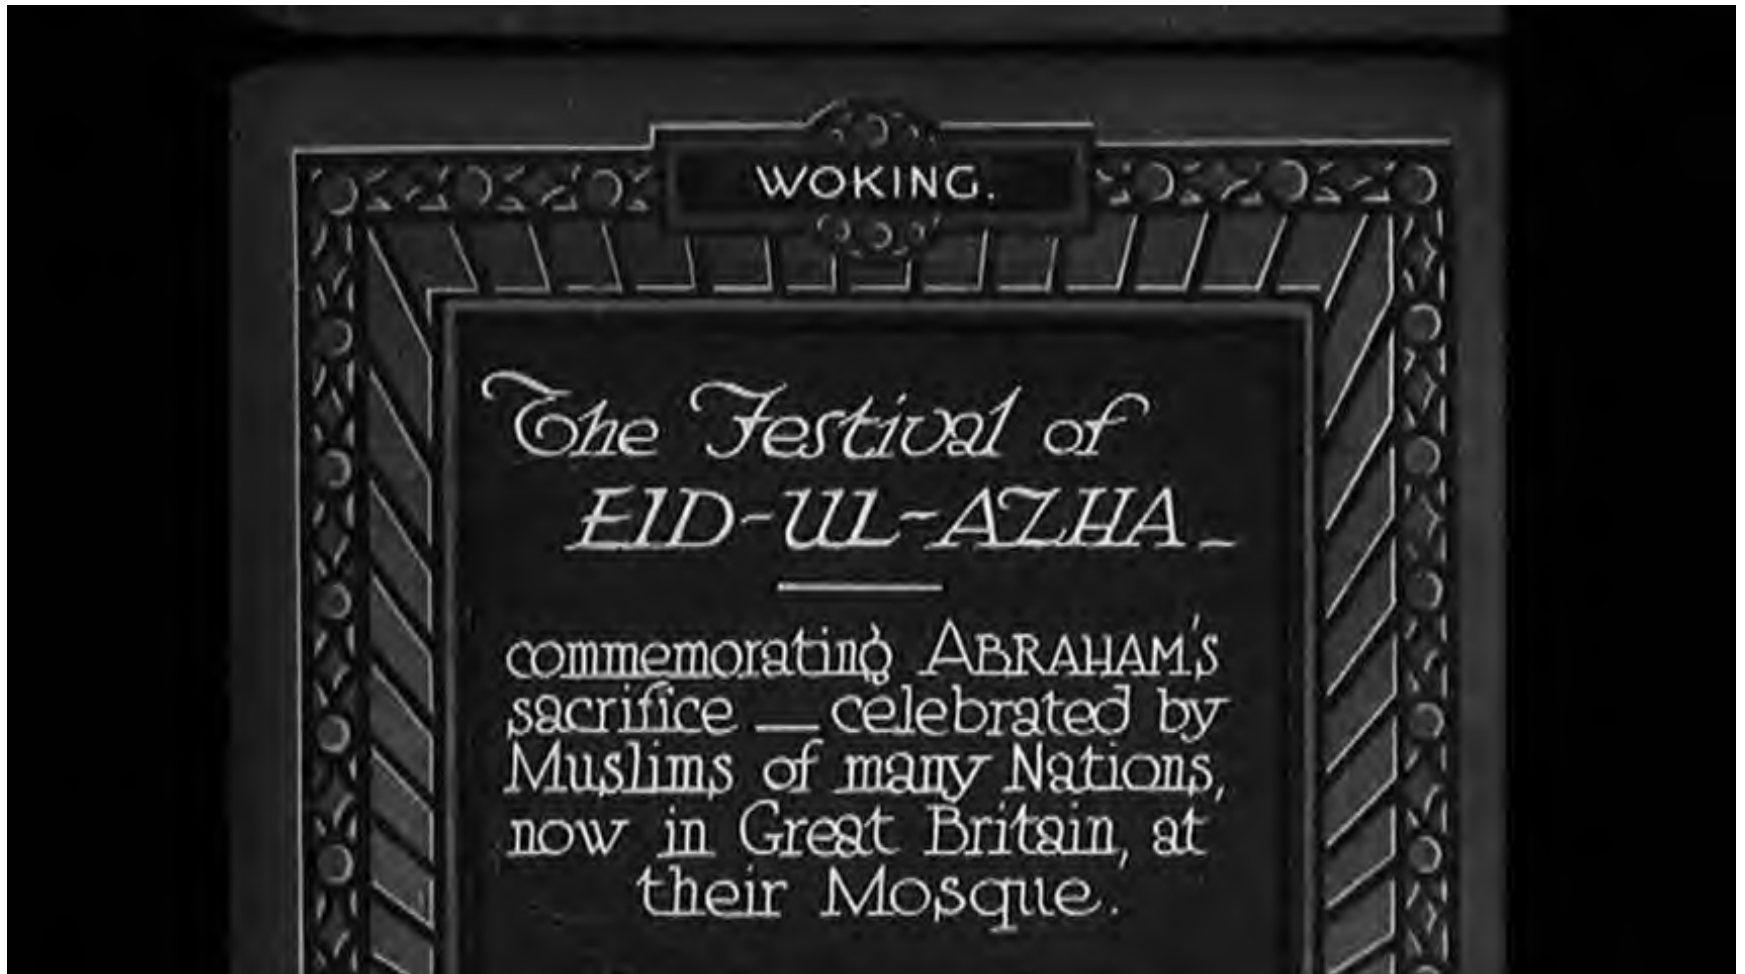 WOKING.
The Festival of
EID-UL-AZHA -
commemorating ABRAHAM's
sacrifice — celebrated by
Muslims of many Nations,
now in Great Britain, at
their Mosque.